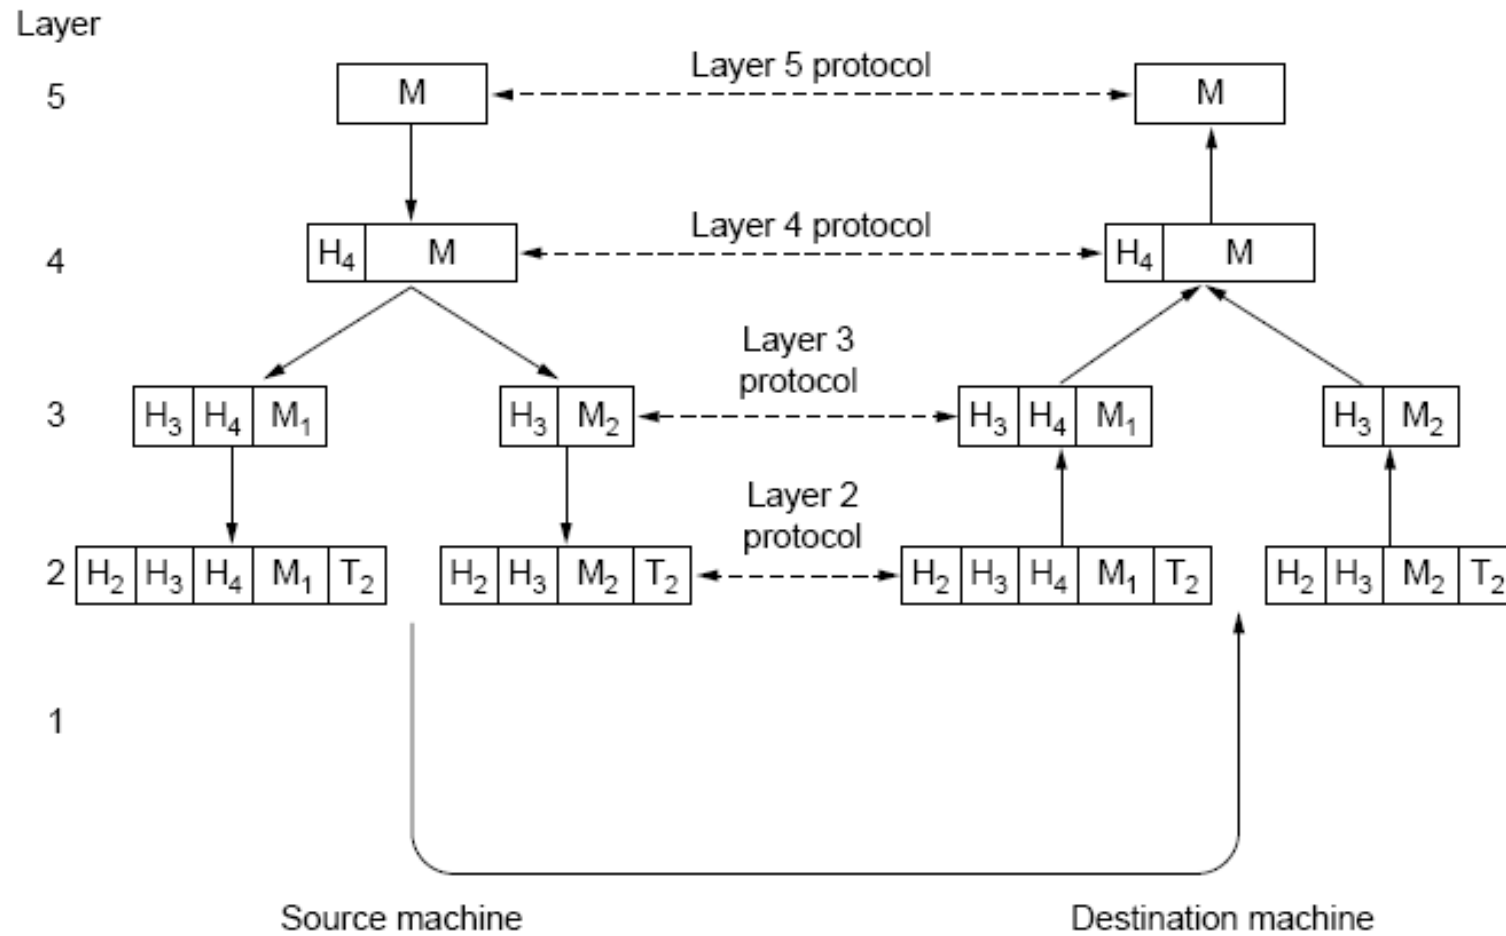 Layer
5 M Layer 5 protocol M
4 H₄ M Layer 4 protocol H₄ M
Layer 3
protocol
3 H₃ H₄ M₁ H₃ M₂ H₃ H₄ M₁ H₃ M₂
Layer 2
protocol
2 H₂ H₃ H₄ M₁ T₂ H₂ H₃ M₂ T₂ H₂ H₃ H₄ M₁ T₂ H₂ H₃ M₂ T₂
1
Source machine Destination machine